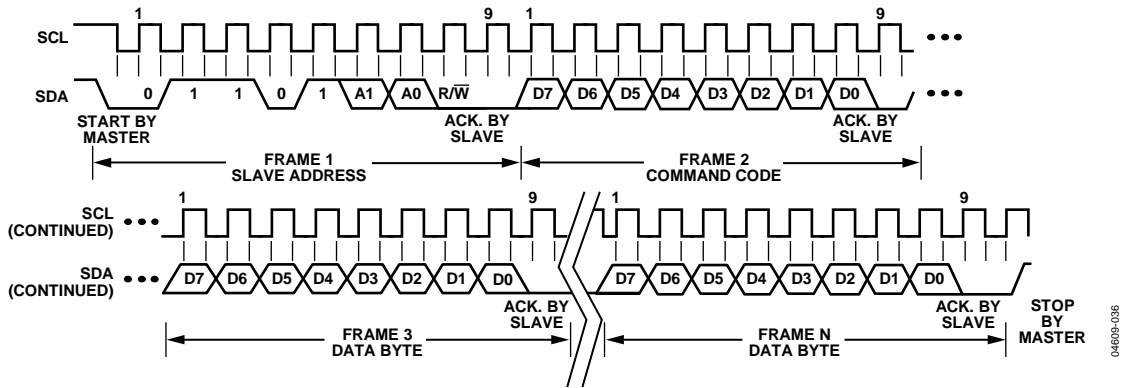 1 9 1 9
SCL
SDA 0 1 1 0 1 A1 A0 R/W̅ D7 D6 D5 D4 D3 D2 D1 D0
START BY MASTER
ACK. BY SLAVE
ACK. BY SLAVE
FRAME 1
SLAVE ADDRESS
FRAME 2
COMMAND CODE
1 9 1 9
SCL
(CONTINUED)
SDA
(CONTINUED)
D7 D6 D5 D4 D3 D2 D1 D0 D7 D6 D5 D4 D3 D2 D1 D0
ACK. BY
SLAVE
ACK. BY
SLAVE
STOP
BY
MASTER
FRAME 3
DATA BYTE
FRAME N
DATA BYTE
04609-036